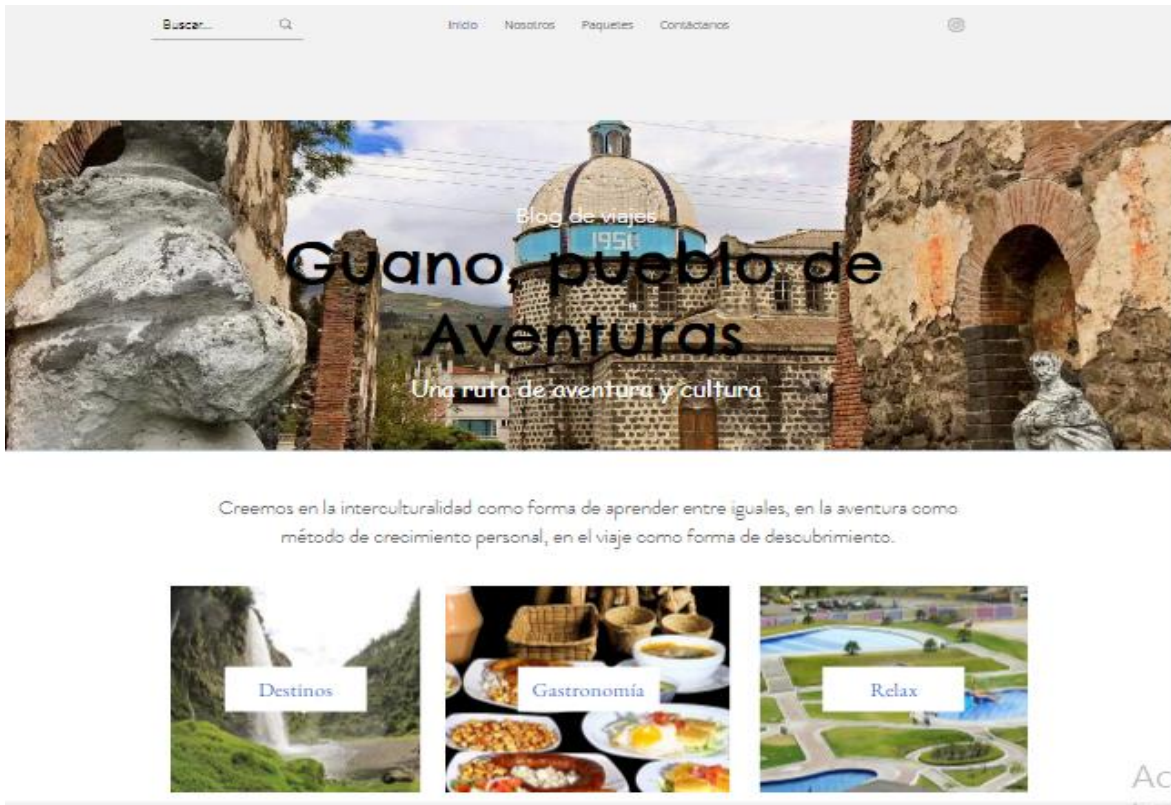 Buscar...
Inicio Nosotros Paquetes Contáctanos
Blog de viajes
1956
Guano, pueblo de
Aventuras
Una ruta de aventura y cultura
Creemos en la interculturalidad como forma de aprender entre iguales, en la aventura como
método de crecimiento personal, en el viaje como forma de descubrimiento.
Destinos Gastronomía Relax